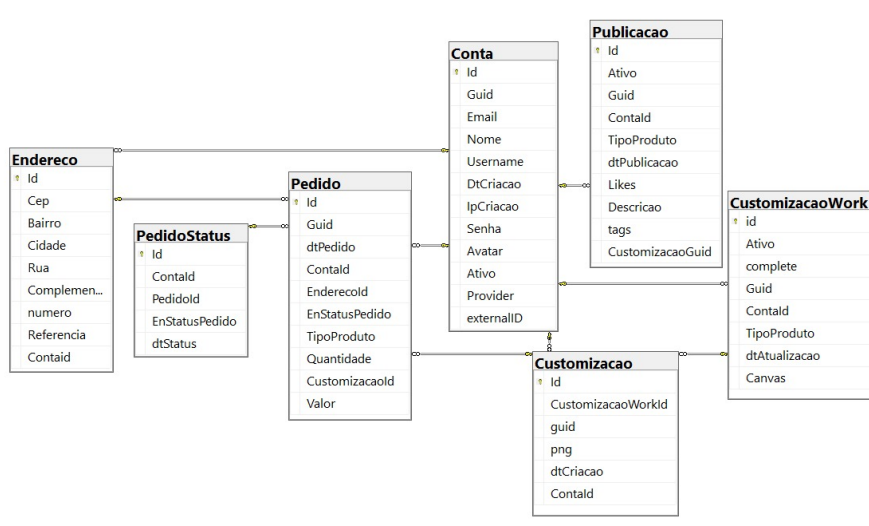 Publicacao
Id
Ativo
Guid
ContaId
TipoProduto
dtPublicacao
Likes
Descricao
tags
CustomizacaoGuid
Conta
Id
Guid
Email
Nome
Username
DtCriacao
IpCriacao
Senha
Avatar
Ativo
Provider
externalID
Endereco
Id
Cep
Bairro
Cidade
Rua
Complemen...
numero
Referencia
Contaid
Pedido
Id
Guid
dtPedido
ContaId
EnderecoId
EnStatusPedido
TipoProduto
Quantidade
CustomizacaoId
Valor
PedidoStatus
Id
ContaId
PedidoId
EnStatusPedido
dtStatus
CustomizacaoWork
id
Ativo
complete
Guid
ContaId
TipoProduto
dtAtualizacao
Canvas
Customizacao
Id
CustomizacaoWorkId
guid
png
dtCriacao
ContaId